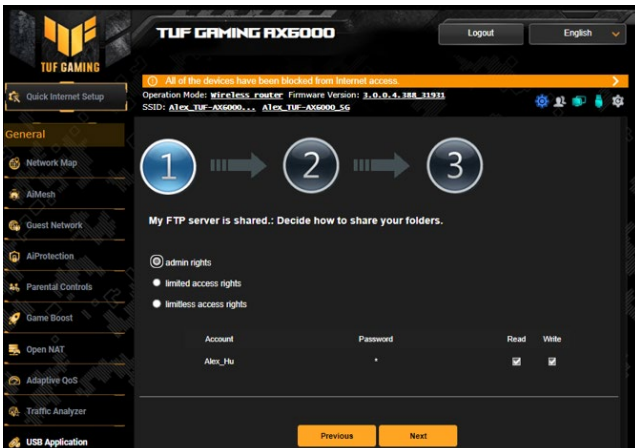 TUF GAMING AX6000
Logout
English
TUF GAMING
All of the devices have been blocked from Internet access.
Quick Internet Setup
Operation Mode: Wireless router Firmware Version: 3.0.0.4.388_31931
SSID: Alex_TUF-AX6000... Alex_TUF-AX6000_5G
General
Network Map
1
2
3
AiMesh
Guest Network
My FTP server is shared.: Decide how to share your folders.
AiProtection
admin rights
Parental Controls
limited access rights
limitless access rights
Game Boost
Account Password Read Write
Open NAT
Alex_Hu *
Adaptive QoS
Traffic Analyzer
Previous
Next
USB Application